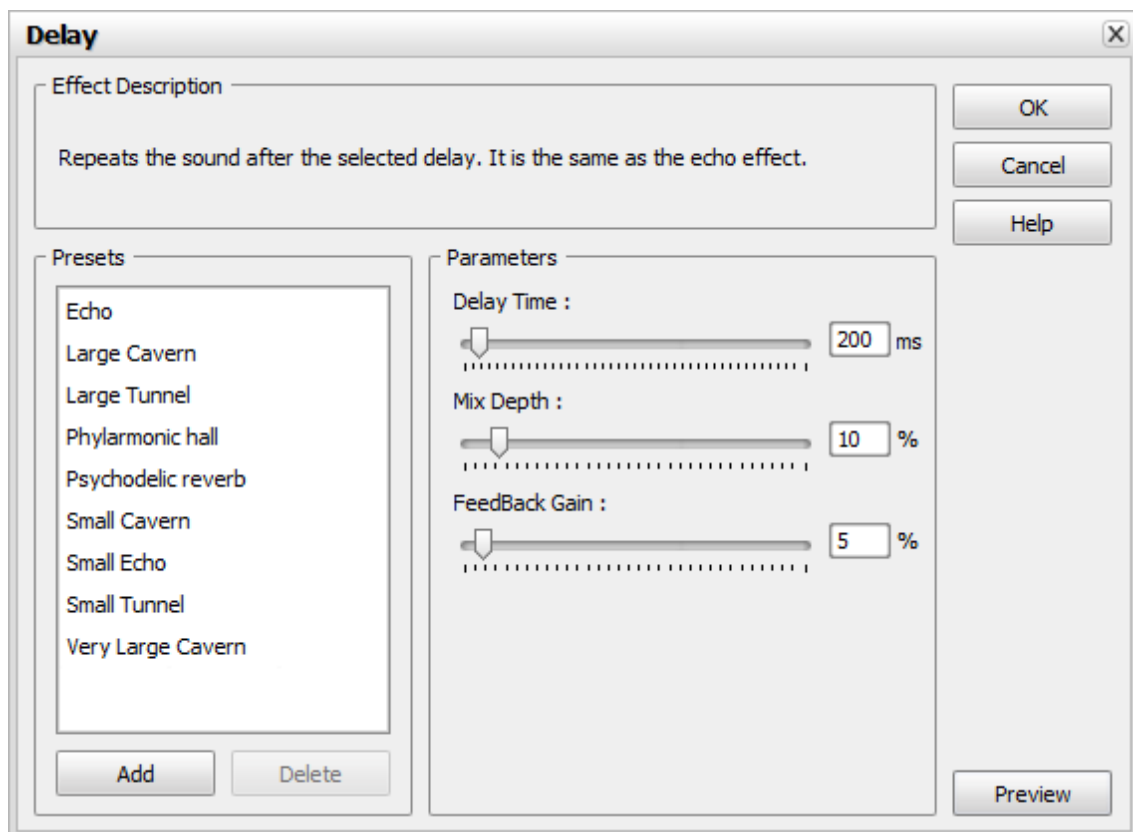 Delay
Effect Description
Repeats the sound after the selected delay. It is the same as the echo effect.
OK
Cancel
Help
Presets
Echo
Large Cavern
Large Tunnel
Phylarmonic hall
Psychodelic reverb
Small Cavern
Small Echo
Small Tunnel
Very Large Cavern
Add
Delete
Parameters
Delay Time :
200 ms
Mix Depth :
10 %
FeedBack Gain :
5 %
Preview